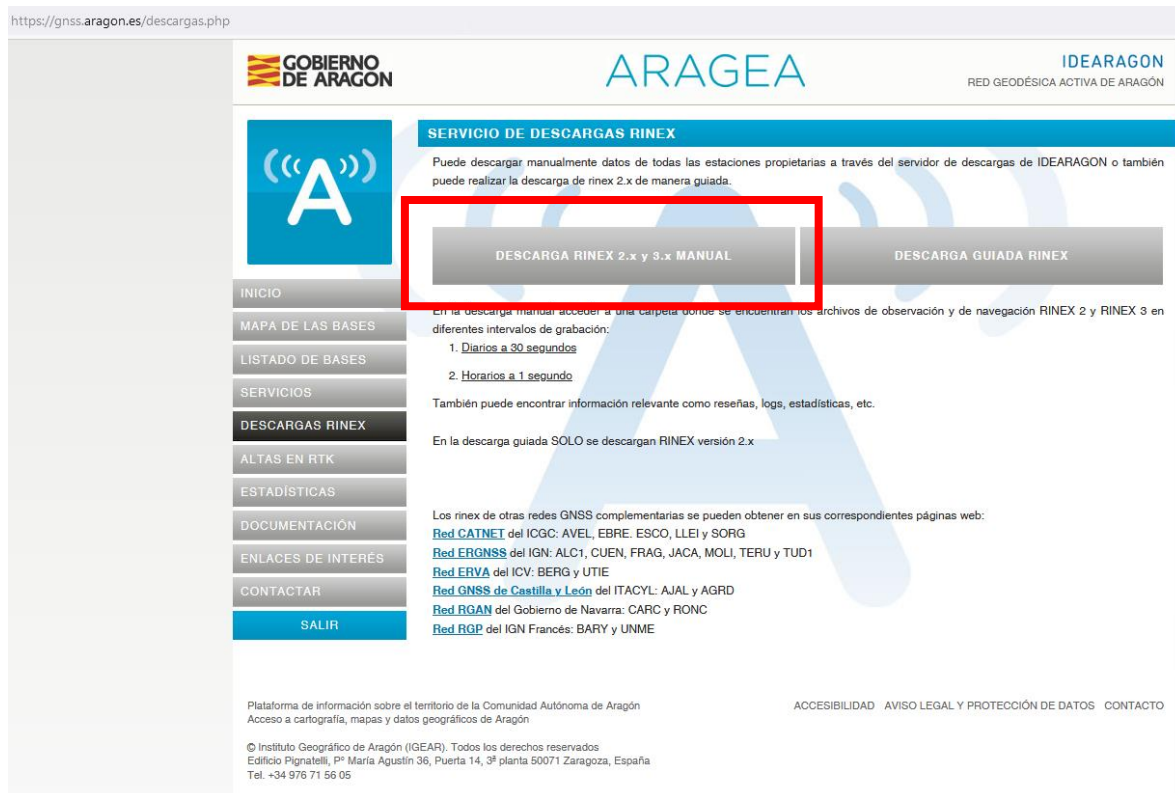 https://gnss.aragon.es/descargas.php
GOBIERNO
DE ARAGON
ARAGEA
IDEARAGON
RED GEODÉSICA ACTIVA DE ARAGÓN
((A))
SERVICIO DE DESCARGAS RINEX
Puede descargar manualmente datos de todas las estaciones propietarias a través del servidor de descargas de IDEARAGON o también
puede realizar la descarga de rinex 2.x de manera guiada.
DESCARGA RINEX 2.x y 3.x MANUAL
DESCARGA GUIADA RINEX
En la descarga manual acceder a una carpeta donde se encuentran los archivos de observación y de navegación RINEX 2 y RINEX 3 en
diferentes intervalos de grabación:
1. Diarios a 30 segundos
2. Horarios a 1 segundo
También puede encontrar información relevante como reseñas, logs, estadísticas, etc.
En la descarga guiada SOLO se descargan RINEX versión 2.x
Los rinex de otras redes GNSS complementarias se pueden obtener en sus correspondientes páginas web:
Red CATNET del ICGC: AVEL, EBRE. ESCO, LLEI y SORG
Red ERGNSS del IGN: ALC1, CUEN, FRAG, JACA, MOLI, TERU y TUD1
Red ERVA del ICV: BERG y UTIE
Red GNSS de Castilla y León del ITACYL: AJAL y AGRD
Red RGAN del Gobierno de Navarra: CARC y RONC
Red RGP del IGN Francés: BARY y UNME
INICIO
MAPA DE LAS BASES
LISTADO DE BASES
SERVICIOS
DESCARGAS RINEX
ALTAS EN RTK
ESTADÍSTICAS
DOCUMENTACIÓN
ENLACES DE INTERÉS
CONTACTAR
SALIR
Plataforma de información sobre el territorio de la Comunidad Autónoma de Aragón
Acceso a cartografía, mapas y datos geográficos de Aragón
ACCESIBILIDAD AVISO LEGAL Y PROTECCIÓN DE DATOS CONTACTO
© Instituto Geográfico de Aragón (IGEAR). Todos los derechos reservados
Edificio Pignatelli, Pº María Agustín 36, Puerta 14, 3ª planta 50071 Zaragoza, España
Tel. +34 976 71 56 05